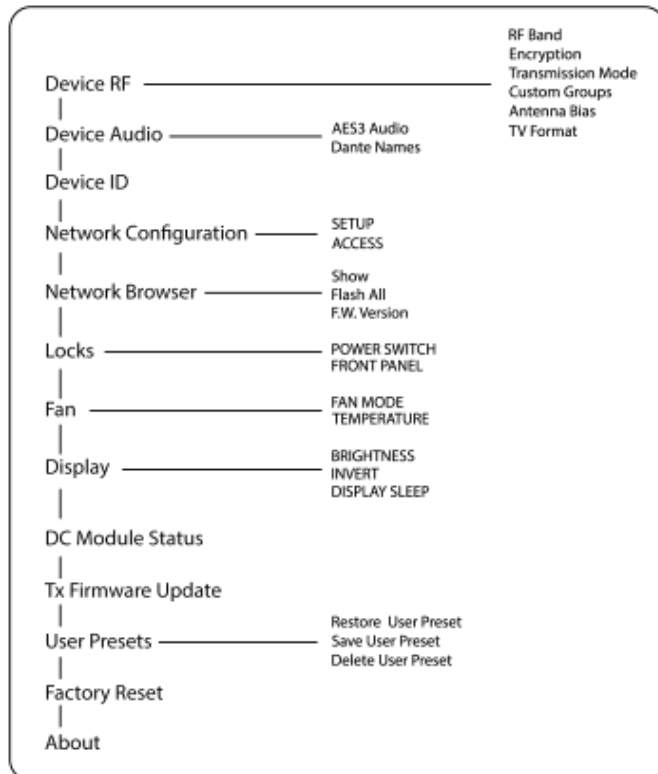 Device RF
RF Band
Encryption
Transmission Mode
Custom Groups
Antenna Bias
TV Format
Device Audio
AES3 Audio
Dante Names
Device ID
Network Configuration
SETUP
ACCESS
Network Browser
Show
Flash All
F.W. Version
Locks
POWER SWITCH
FRONT PANEL
Fan
FAN MODE
TEMPERATURE
Display
BRIGHTNESS
INVERT
DISPLAY SLEEP
DC Module Status
Tx Firmware Update
User Presets
Restore User Preset
Save User Preset
Delete User Preset
Factory Reset
About